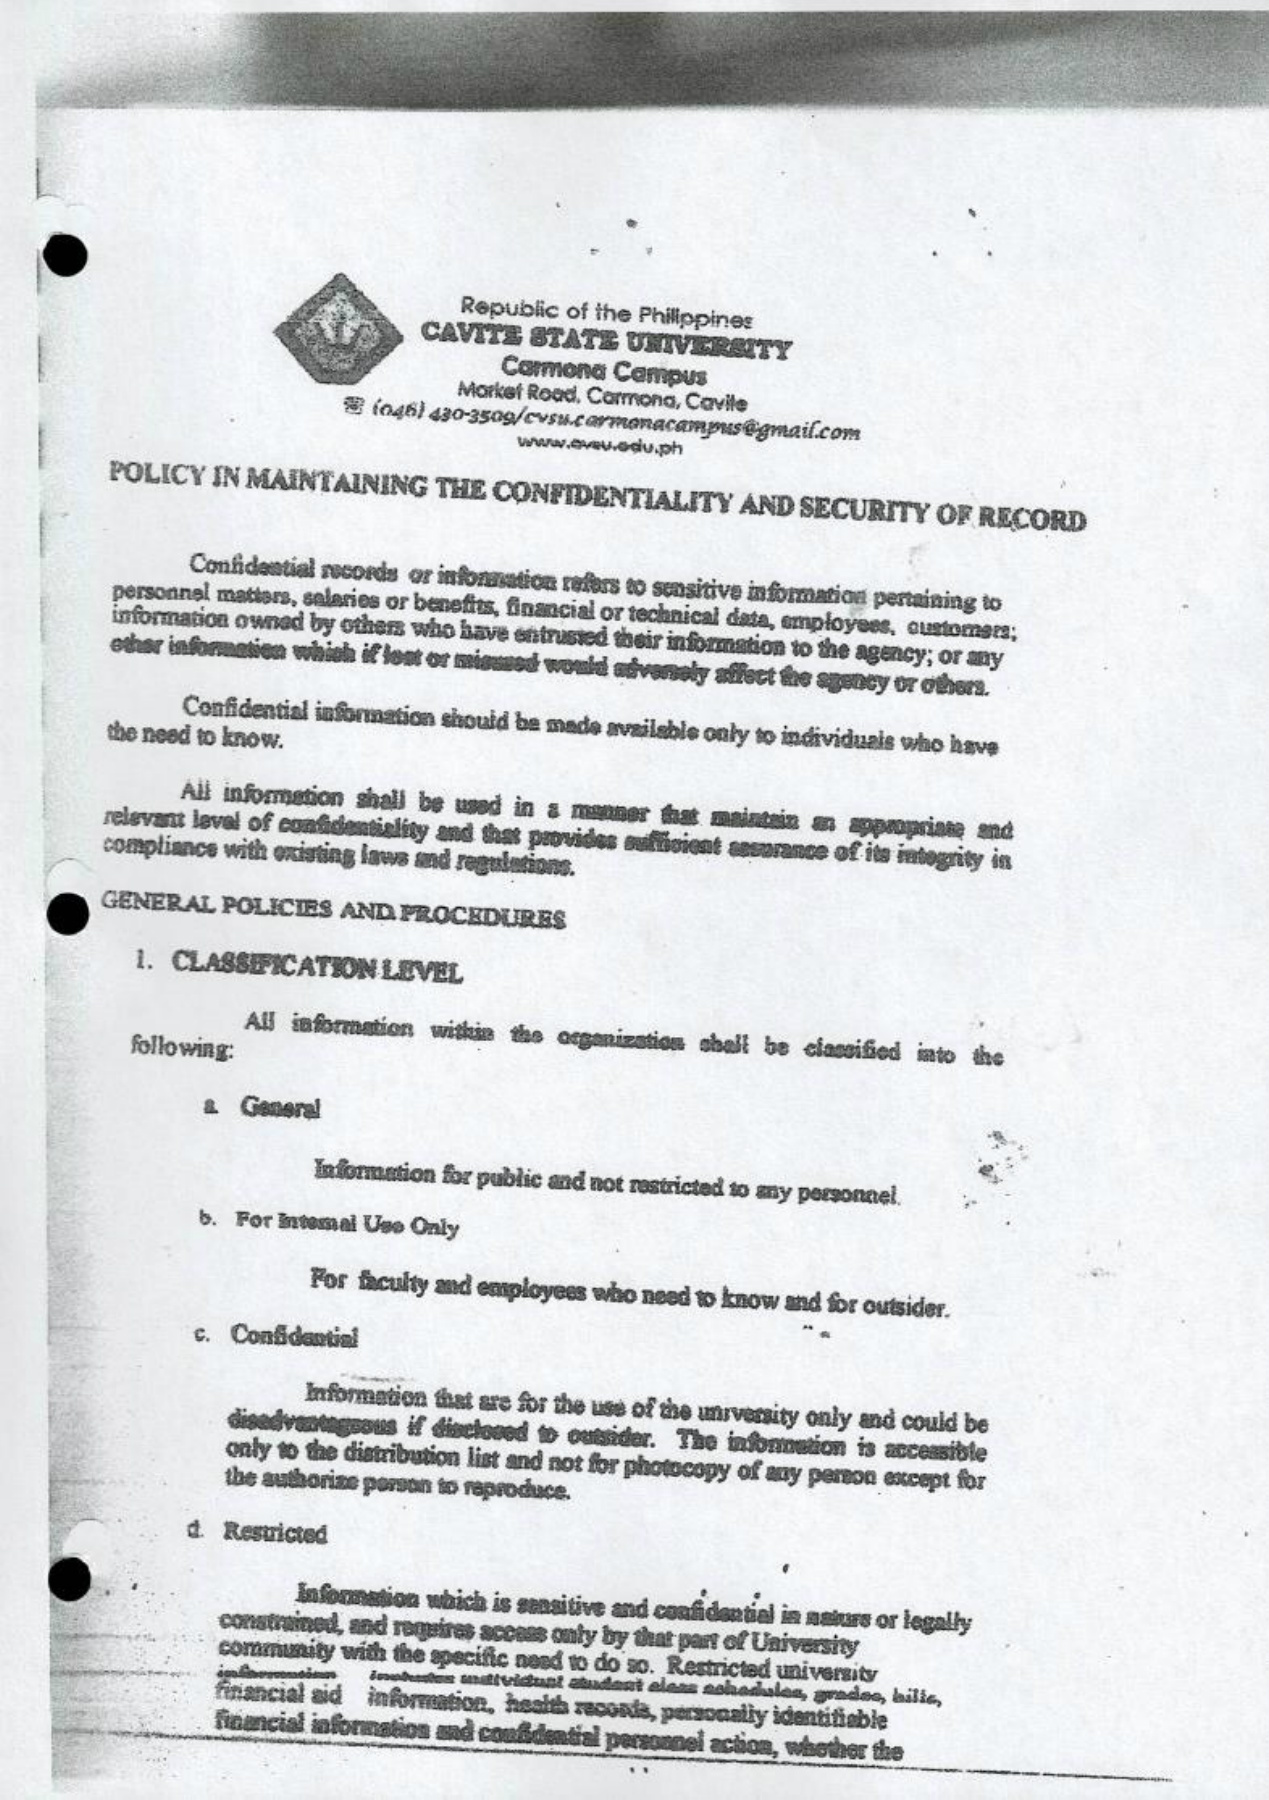 Republic of the Philippines
CAVITE STATE UNIVERSITY
Carmona Campus
Market Road, Carmona, Cavite
☏ (046) 430-3509/cvsu.carmonacampus@gmail.com
www.cvsu.edu.ph
POLICY IN MAINTAINING THE CONFIDENTIALITY AND SECURITY OF RECORD
Confidential records or information refers to sensitive information pertaining to
personnel matters, salaries or benefits, financial or technical data, employees, customers;
information owned by others who have entrusted their information to the agency; or any
other information which if lost or misused would adversely affect the agency or others.
Confidential information should be made available only to individuals who have
the need to know.
All information shall be used in a manner that maintain an appropriate and
relevant level of confidentiality and that provides sufficient assurance of its integrity in
compliance with existing laws and regulations.
GENERAL POLICIES AND PROCEDURES
1. CLASSIFICATION LEVEL
All information within the organization shall be classified into the
following:
a. General
Information for public and not restricted to any personnel.
b. For Internal Use Only
For faculty and employees who need to know and for outsider.
c. Confidential
Information that are for the use of the university only and could be
disadvantageous if disclosed to outsider. The information is accessible
only to the distribution list and not for photocopy of any person except for
the authorize person to reproduce.
d. Restricted
Information which is sensitive and confidential in nature or legally
constrained, and requires access only by that part of University
community with the specific need to do so. Restricted university
information includes individual student class schedules, grades, bills,
financial aid information, health records, personally identifiable
financial information and confidential personnel action, whether the